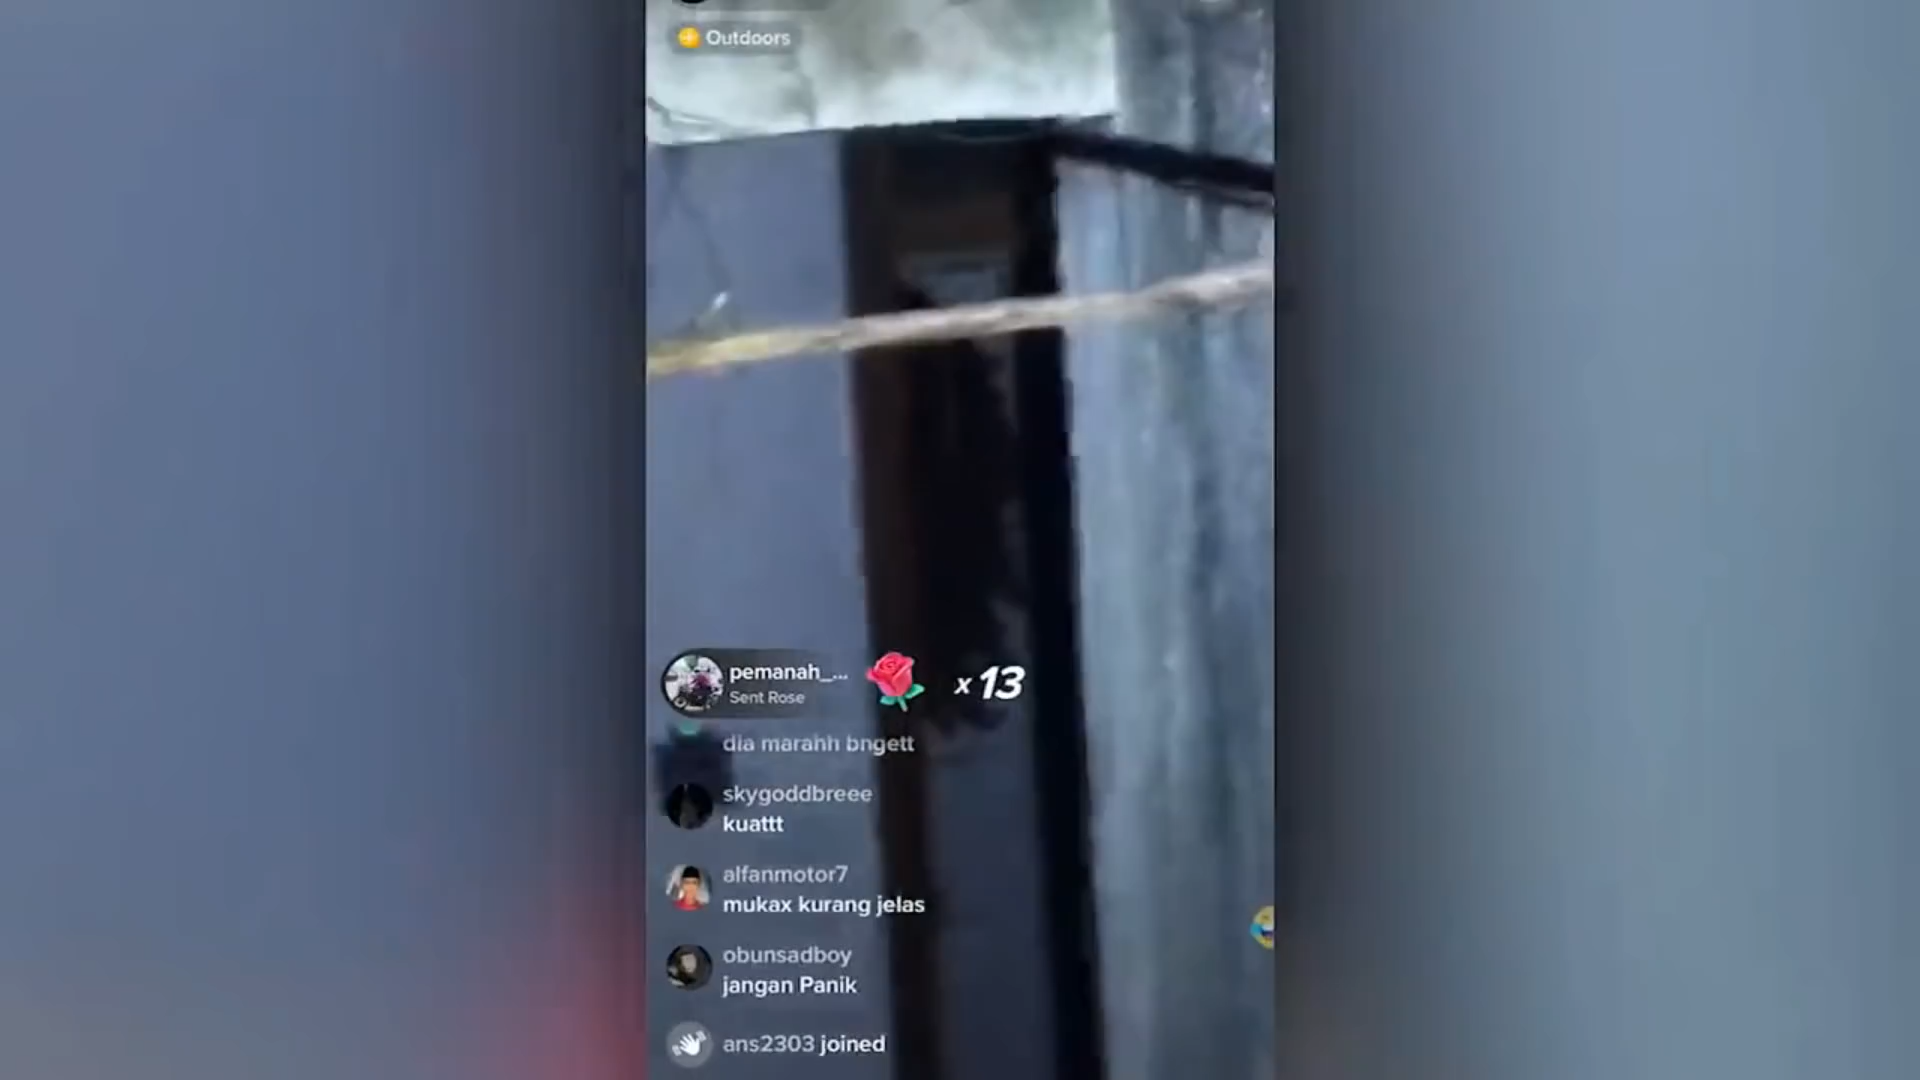 Outdoors
pemanah_...
Sent Rose
x 13
dia marahh bngett
skygoddbreee
kuattt
alfanmotor7
mukax kurang jelas
obunsadboy
jangan Panik
ans2303 joined